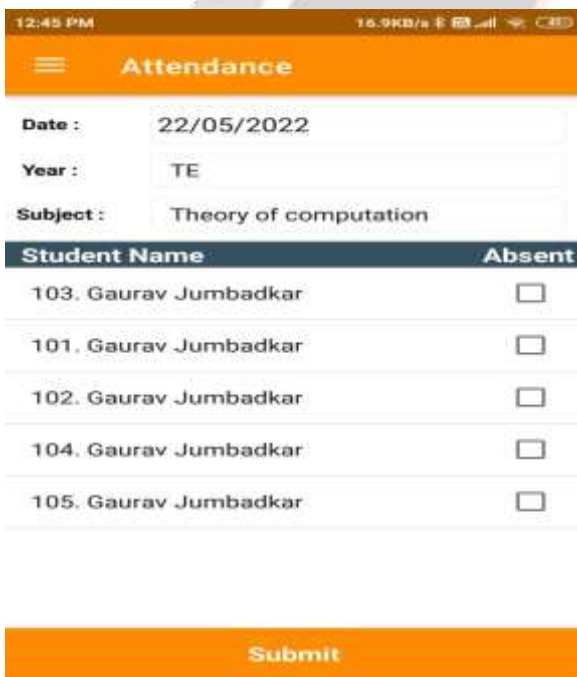 12:45 PM 16.9KB/s
Attendance
Date : 22/05/2022
Year : TE
Subject : Theory of computation
Student Name Absent
103. Gaurav Jumbadkar
101. Gaurav Jumbadkar
102. Gaurav Jumbadkar
104. Gaurav Jumbadkar
105. Gaurav Jumbadkar
Submit